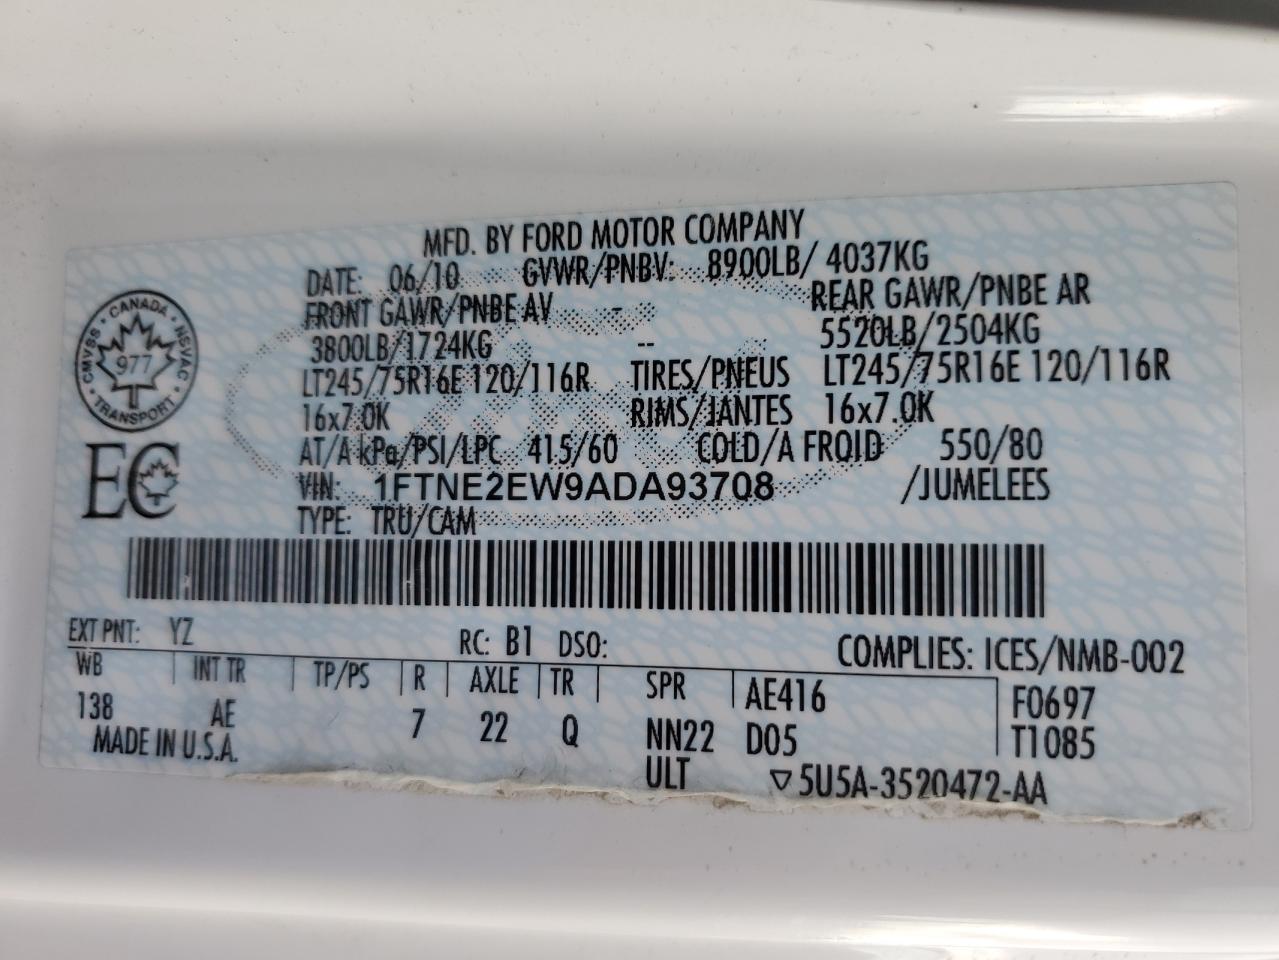 MFD. BY FORD MOTOR COMPANY
DATE: 06/10 GVWR/PNBV: 8900LB/ 4037KG
FRONT GAWR/PNBE AV - REAR GAWR/PNBE AR
3800LB/1724KG -- 5520LB/2504KG
LT245/75R16E 120/116R TIRES/PNEUS LT245/75R16E 120/116R
16x7.0K RIMS/JANTES 16x7.0K
AT/A kPa/PSI/LPC 415/60 COLD/A FROID 550/80
VIN: 1FTNE2EW9ADA93708 /JUMELEES
TYPE: TRU/CAM
CANADA · NSVAC · TRANSPORT · CMVSS
977
EC
EXT PNT: YZ RC: B1 DSO: COMPLIES: ICES/NMB-002
WB INT TR TP/PS R AXLE TR SPR AE416 F0697
138 AE 7 22 Q NN22 D05 T1085
MADE IN U.S.A. ULT ▽5U5A-3520472-AA